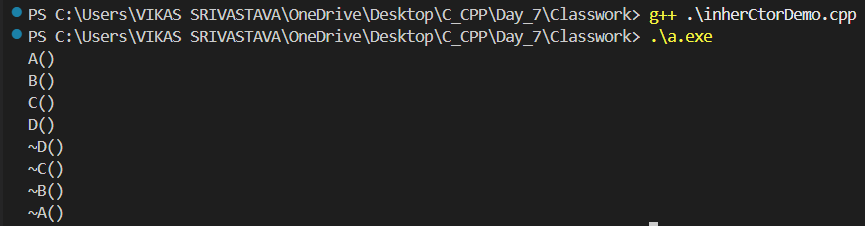 PS C:\Users\VIKAS SRIVASTAVA\OneDrive\Desktop\C_CPP\Day_7\Classwork> g++ .\inherCtorDemo.cpp
PS C:\Users\VIKAS SRIVASTAVA\OneDrive\Desktop\C_CPP\Day_7\Classwork> .\a.exe
A()
B()
C()
D()
~D()
~C()
~B()
~A()